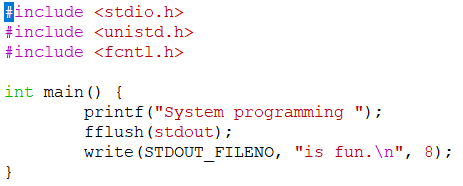 #include <stdio.h>
#include <unistd.h>
#include <fcntl.h>

int main() {
        printf("System programming ");
        fflush(stdout);
        write(STDOUT_FILENO, "is fun.\n", 8);
}